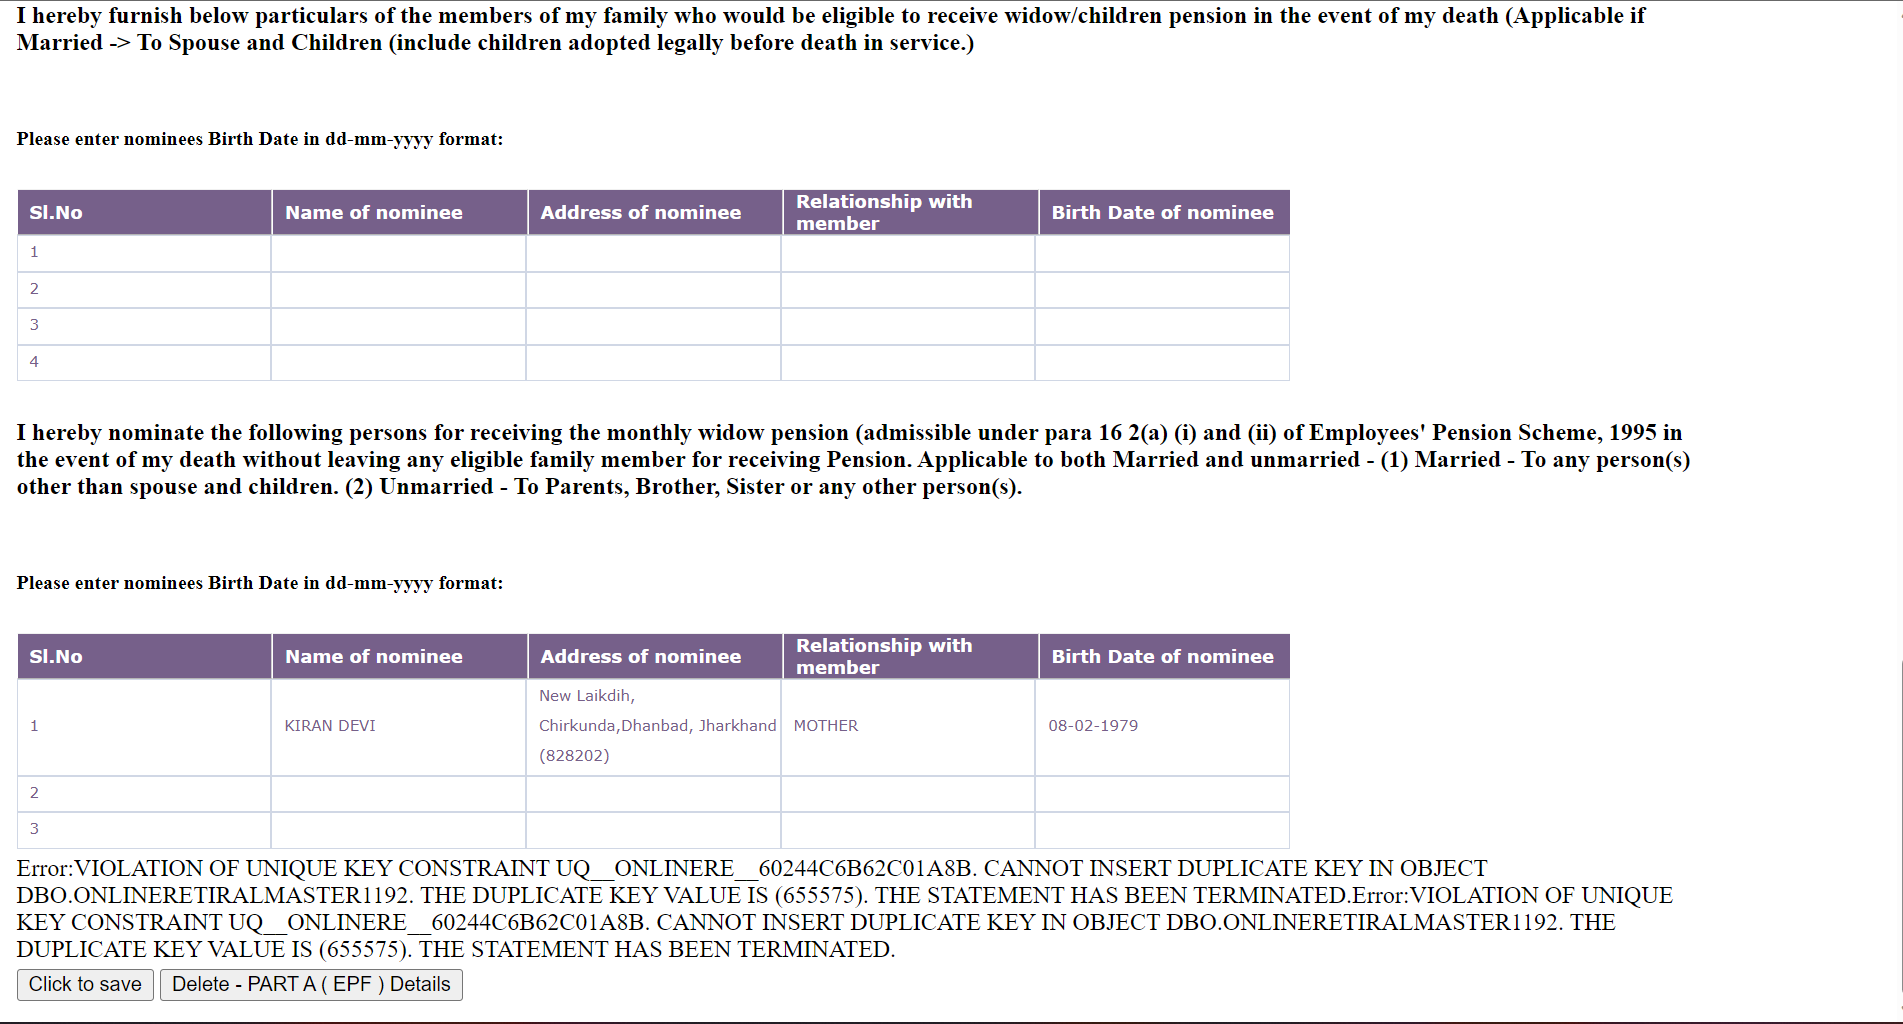 I hereby furnish below particulars of the members of my family who would be eligible to receive widow/children pension in the event of my death (Applicable if
Married -> To Spouse and Children (include children adopted legally before death in service.)
Please enter nominees Birth Date in dd-mm-yyyy format:
Sl.No Name of nominee Address of nominee Relationship with member Birth Date of nominee
1
2
3
4
I hereby nominate the following persons for receiving the monthly widow pension (admissible under para 16 2(a) (i) and (ii) of Employees' Pension Scheme, 1995 in
the event of my death without leaving any eligible family member for receiving Pension. Applicable to both Married and unmarried - (1) Married - To any person(s)
other than spouse and children. (2) Unmarried - To Parents, Brother, Sister or any other person(s).
Please enter nominees Birth Date in dd-mm-yyyy format:
Sl.No Name of nominee Address of nominee Relationship with member Birth Date of nominee
1 KIRAN DEVI New Laikdih, Chirkunda,Dhanbad, Jharkhand (828202) MOTHER 08-02-1979
2
3
Error:VIOLATION OF UNIQUE KEY CONSTRAINT UQ__ONLINERE__60244C6B62C01A8B. CANNOT INSERT DUPLICATE KEY IN OBJECT
DBO.ONLINERETIRALMASTER1192. THE DUPLICATE KEY VALUE IS (655575). THE STATEMENT HAS BEEN TERMINATED.Error:VIOLATION OF UNIQUE
KEY CONSTRAINT UQ__ONLINERE__60244C6B62C01A8B. CANNOT INSERT DUPLICATE KEY IN OBJECT DBO.ONLINERETIRALMASTER1192. THE
DUPLICATE KEY VALUE IS (655575). THE STATEMENT HAS BEEN TERMINATED.
Click to save Delete - PART A ( EPF ) Details